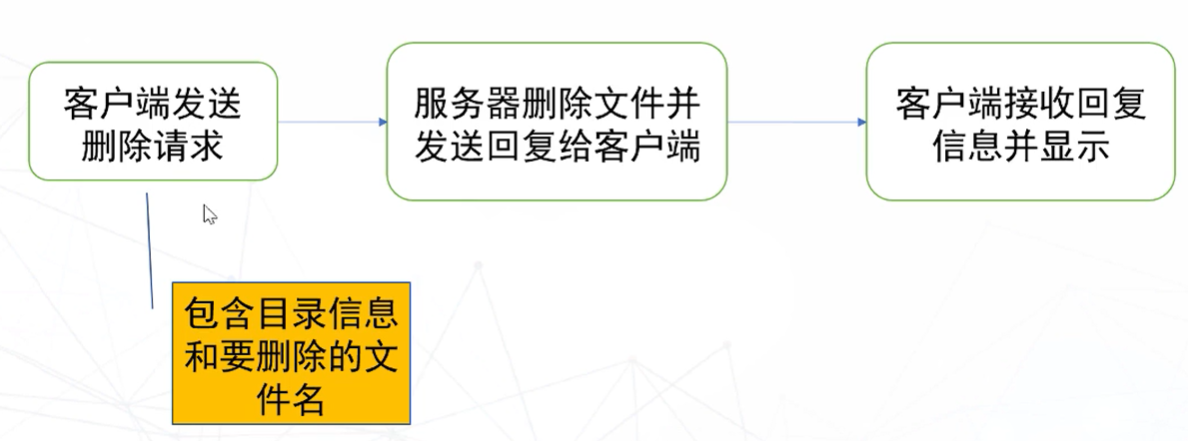 客户端发送
删除请求
服务器删除文件并
发送回复给客户端
客户端接收回复
信息并显示
包含目录信息
和要删除的文
件名